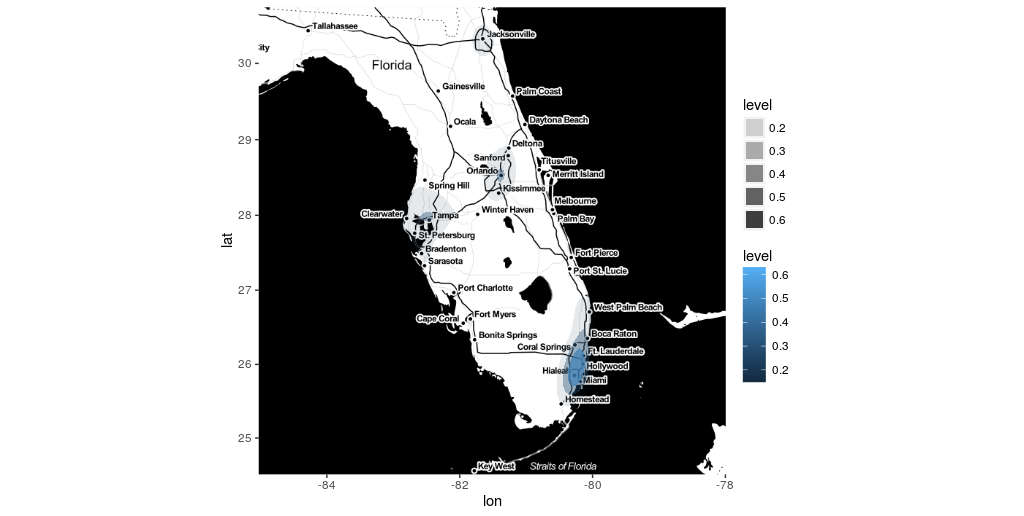 Tallahassee
Jacksonville
ity
30
Florida
Gainesville
Palm Coast
Ocala
Daytona Beach
29
Deltona
Sanford
Titusville
Orlando
Merritt Island
Spring Hill
Kissimmee
Melbourne
Winter Haven
Clearwater
Tampa
28
Palm Bay
St. Petersburg
Bradenton
Fort Pierce
Sarasota
Port St. Lucie
Port Charlotte
27
West Palm Beach
Fort Myers
Cape Coral
Bonita Springs
Boca Raton
Coral Springs
Ft. Lauderdale
26
Hollywood
Hialeah
Miami
Homestead
25
Key West
Straits of Florida
lat
-84
-82
-80
-78
lon
level
0.2
0.3
0.4
0.5
0.6
level
0.6
0.5
0.4
0.3
0.2